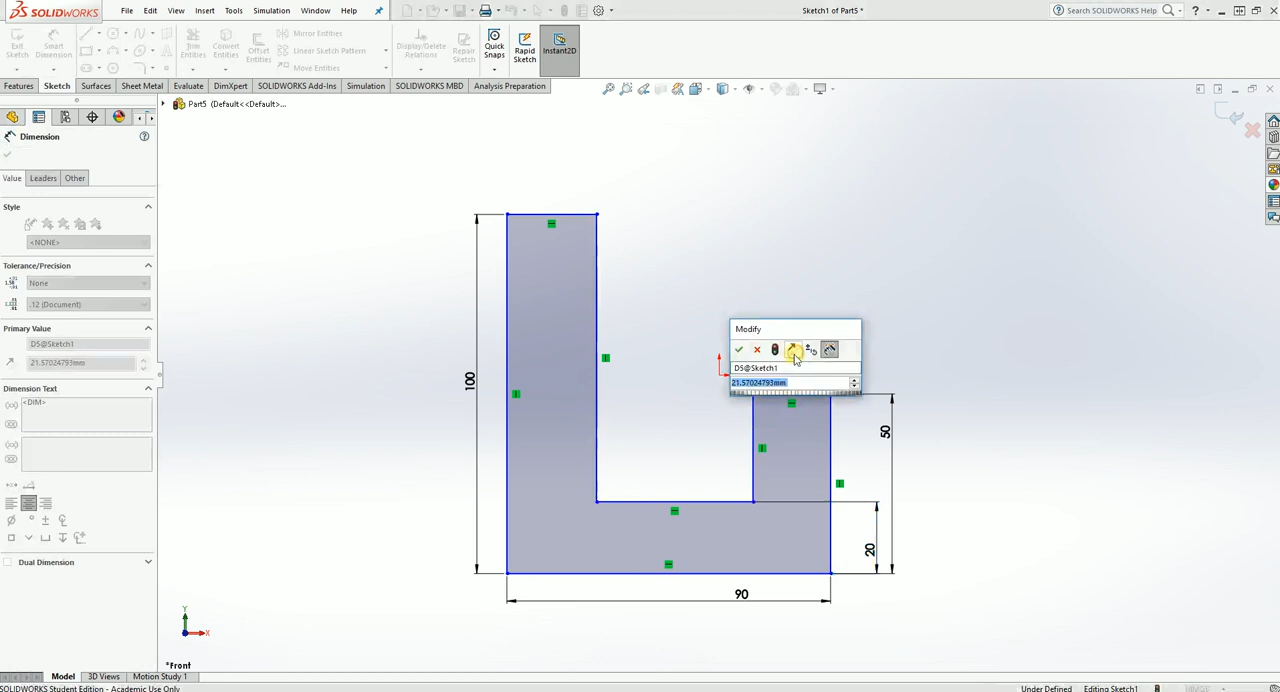 SOLIDWORKS File Edit View Insert Tools Simulation Window Help Sketch1 of Part5 * Search SOLIDWORKS Help ?
Exit Sketch
Smart Dimension
Trim Entities
Convert Entities
Offset Entities
Mirror Entities
Linear Sketch Pattern
Move Entities
Display/Delete Relations
Repair Sketch
Quick Snaps
Rapid Sketch
Instant2D
Features Sketch Sheet Metal Surfaces Evaluate DimXpert SOLIDWORKS Add-Ins Simulation SOLIDWORKS MBD Analysis Preparation
Part5 (Default<<Default>...
Dimension
Value Leaders Other
Style
<NONE>
Tolerance/Precision
None
.12 (Document)
Primary Value
D5@Sketch1
21.57024793mm
Dimension Text
<DIM>
Dual Dimension
Modify
D5@Sketch1
21.57024793mm
100
50
20
90
Y
X
*Front
Model 3D Views Motion Study 1
SOLIDWORKS Student Edition - Academic Use Only Under Defined Editing Sketch1